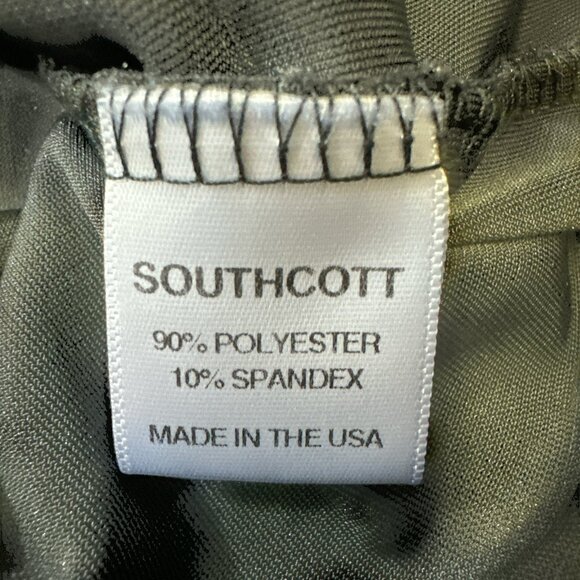 SOUTHCOTT
90% POLYESTER
10% SPANDEX
MADE IN THE USA